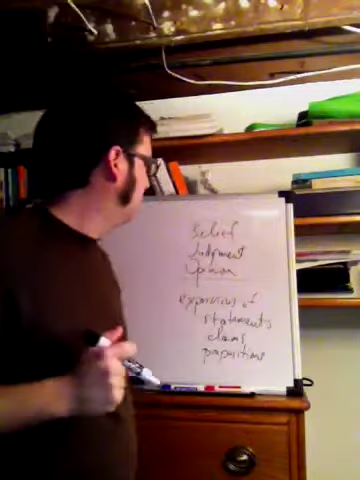 Belief
Judgment
Opinion
expressions of
statements
claims
propositions